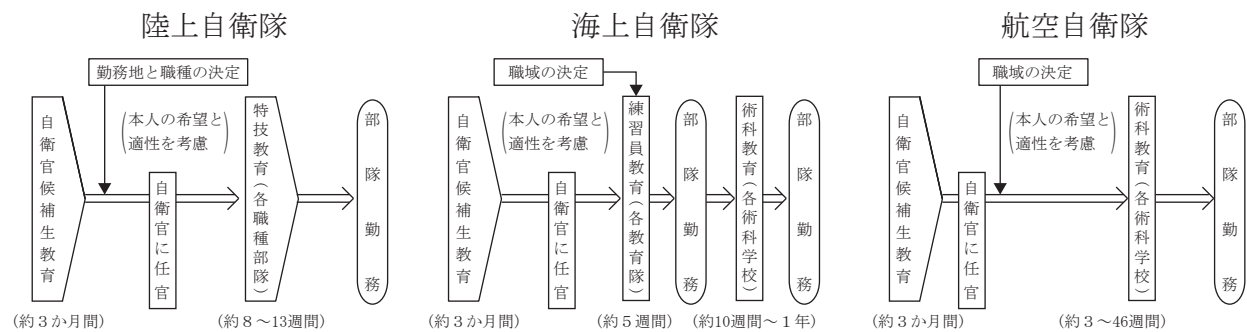 陸上自衛隊
勤務地と職種の決定
自衛官候補生教育
(本人の希望と
適性を考慮)
自衛官に任官
特技教育(各職種部隊)
部隊勤務
(約3か月間)
(約8〜13週間)
海上自衛隊
職域の決定
自衛官候補生教育
(本人の希望と
適性を考慮)
自衛官に任官
練習員教育(各教育隊)
部隊勤務
術科教育(各術科学校)
部隊勤務
(約3か月間)
(約5週間)
(約10週間〜1年)
航空自衛隊
職域の決定
自衛官候補生教育
自衛官に任官
(本人の希望と
適性を考慮)
術科教育(各術科学校)
部隊勤務
(約3か月間)
(約3〜46週間)